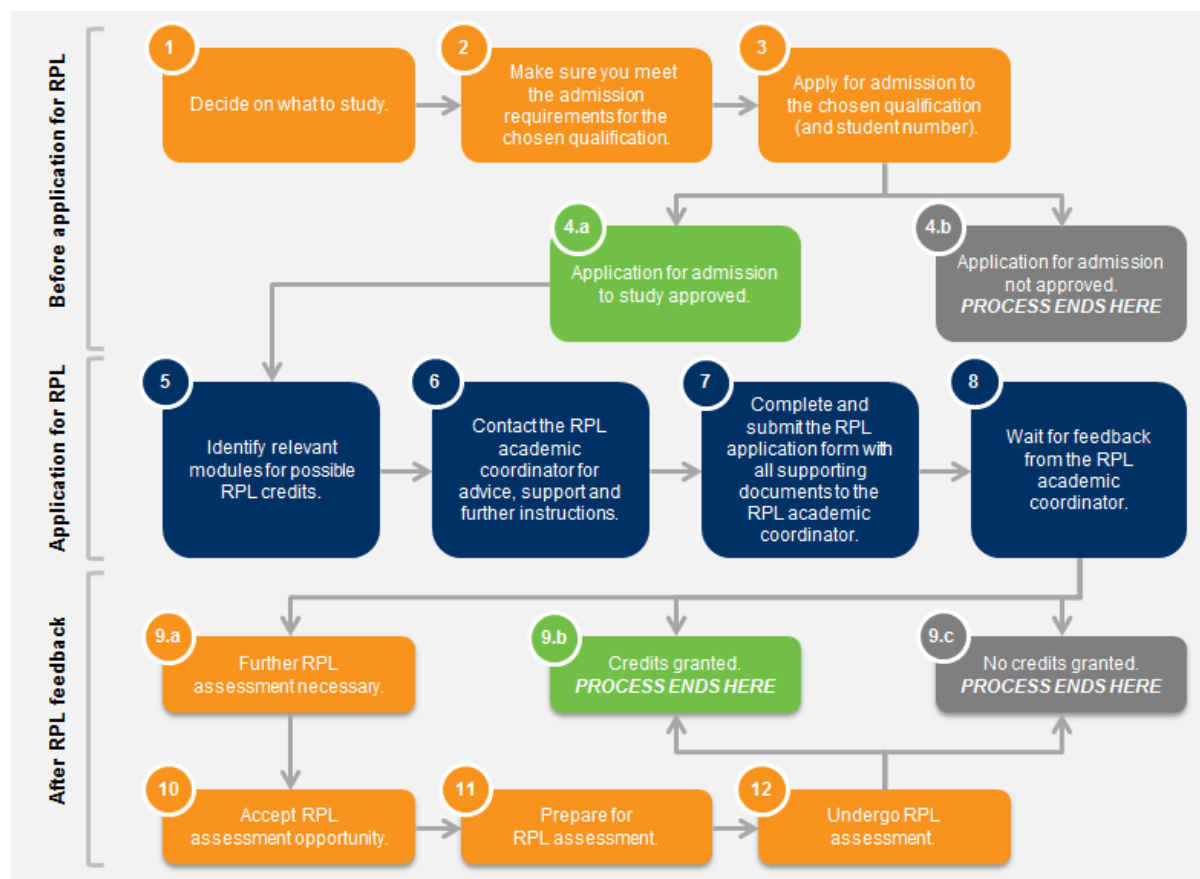 Before application for RPL
1
Decide on what to study.
2
Make sure you meet
the admission
requirements for the
chosen qualification.
3
Apply for admission to
the chosen qualification
(and student number).
4.a
Application for admission
to study approved.
4.b
Application for admission
not approved.
PROCESS ENDS HERE
Application for RPL
5
Identify relevant
modules for possible
RPL credits.
6
Contact the RPL
academic
coordinator for
advice, support and
further instructions.
7
Complete and
submit the RPL
application form with
all supporting
documents to the
RPL academic
coordinator.
8
Wait for feedback
from the RPL
academic
coordinator.
After RPL feedback
9.a
Further RPL
assessment necessary.
9.b
Credits granted.
PROCESS ENDS HERE
9.c
No credits granted.
PROCESS ENDS HERE
10
Accept RPL
assessment opportunity.
11
Prepare for
RPL assessment.
12
Undergo RPL
assessment.